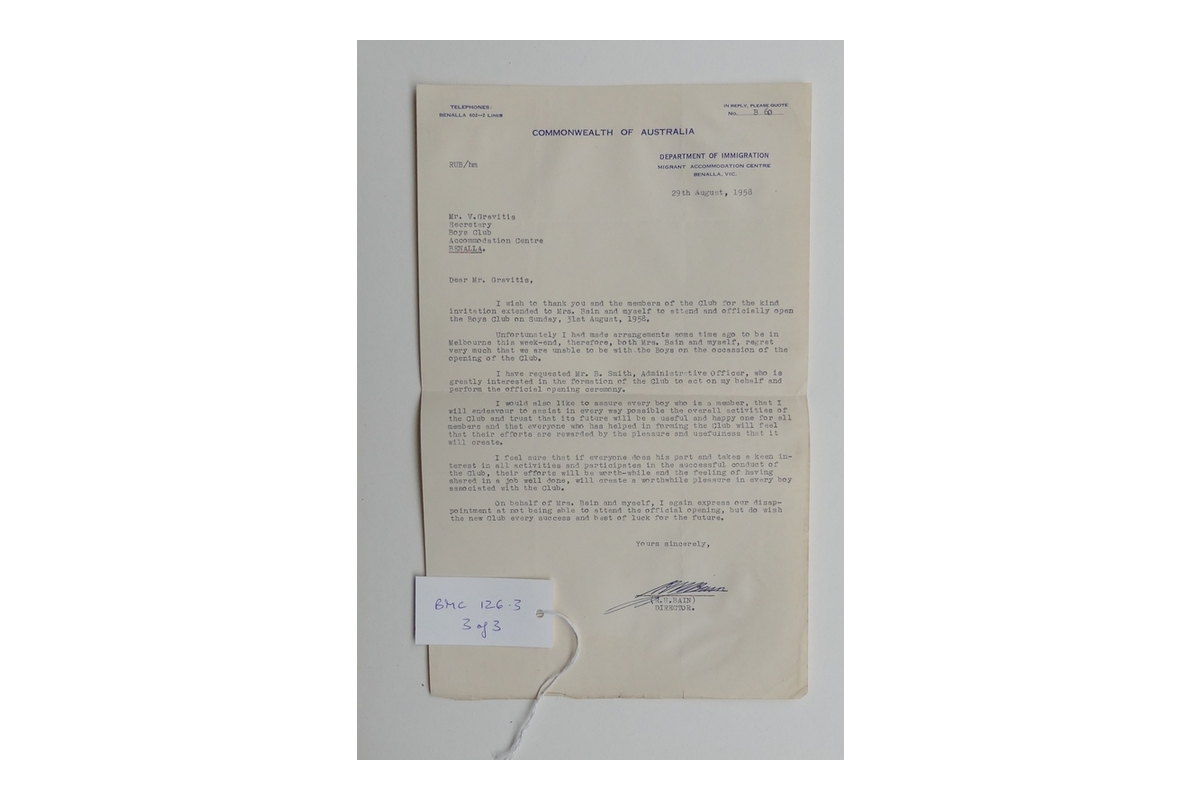 TELEPHONES:
BENALLA 402-2 LINES
IN REPLY, PLEASE QUOTE
No. B 60
COMMONWEALTH OF AUSTRALIA
DEPARTMENT OF IMMIGRATION
MIGRANT ACCOMMODATION CENTRE
BENALLA, VIC.
RUB/hm
29th August, 1958
Mr. V.Grevitis
Secretary
Boys Club
Accommodation Centre
BENALLA.
Dear Mr. Grevitis,
I wish to thank you and the members of the Club for the kind
invitation extended to Mrs. Bain and myself to attend and officially open
the Boys Club on Sunday, 31st August, 1958.
Unfortunately I had made arrangements some time ago to be in
Melbourne this week-end, therefore, both Mrs. Bain and myself, regret
very much that we are unable to be with the Boys on the occassion of the
opening of the Club.
I have requested Mr. B. Smith, Administrative Officer, who is
greatly interested in the formation of the Club to act on my behalf and
perform the official opening ceremony.
I would also like to assure every boy who is a member, that I
will endeavour to assist in every way possible the overall activities of
the Club and trust that its future will be a useful and happy one for all
members and that everyone who has helped in forming the Club will feel
that their efforts are rewarded by the pleasure and usefulness that it
will create.
I feel sure that if everyone does his part and takes a keen in-
terest in all activities and participates in the successful conduct of
the Club, their efforts will be worth-while and the feeling of having
shared in a job well done, will create a worthwhile pleasure in every boy
associated with the Club.
On behalf of Mrs. Bain and myself, I again express our disap-
pointment at not being able to attend the official opening, but do wish
the new Club every success and best of luck for the future.
Yours sincerely,
BAIN)
DIRECTOR.
BMC 126.3
3 of 3